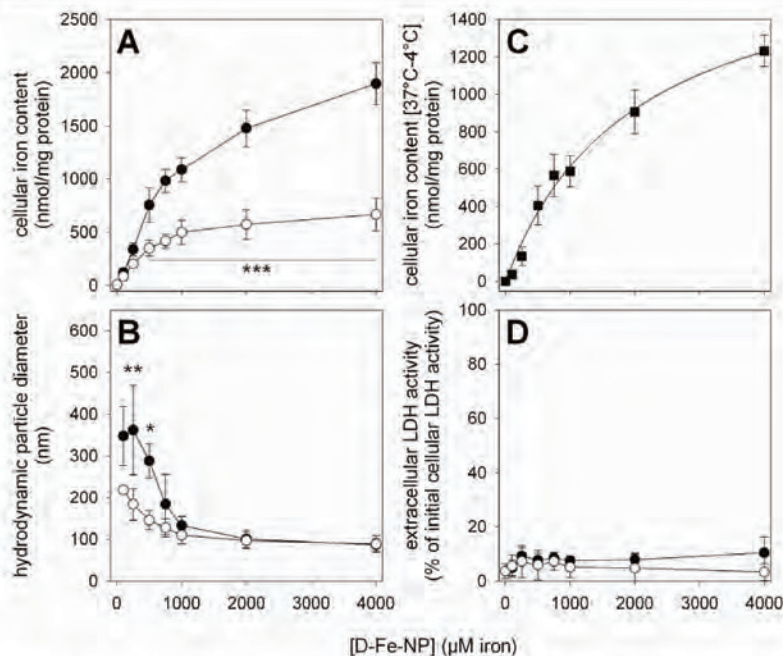 A
cellular iron content
(nmol/mg protein)
2500
2000
1500
1000
500
0
***
C
cellular iron content [37°C-4°C]
(nmol/mg protein)
1400
1200
1000
800
600
400
200
0
B
hydrodynamic particle diameter
(nm)
600
500
400
300
200
100
0
**
*
0 1000 2000 3000 4000
D
extracellular LDH activity
(% of initial cellular LDH activity)
100
80
60
40
20
0
0 1000 2000 3000 4000
[D-Fe-NP] (µM iron)